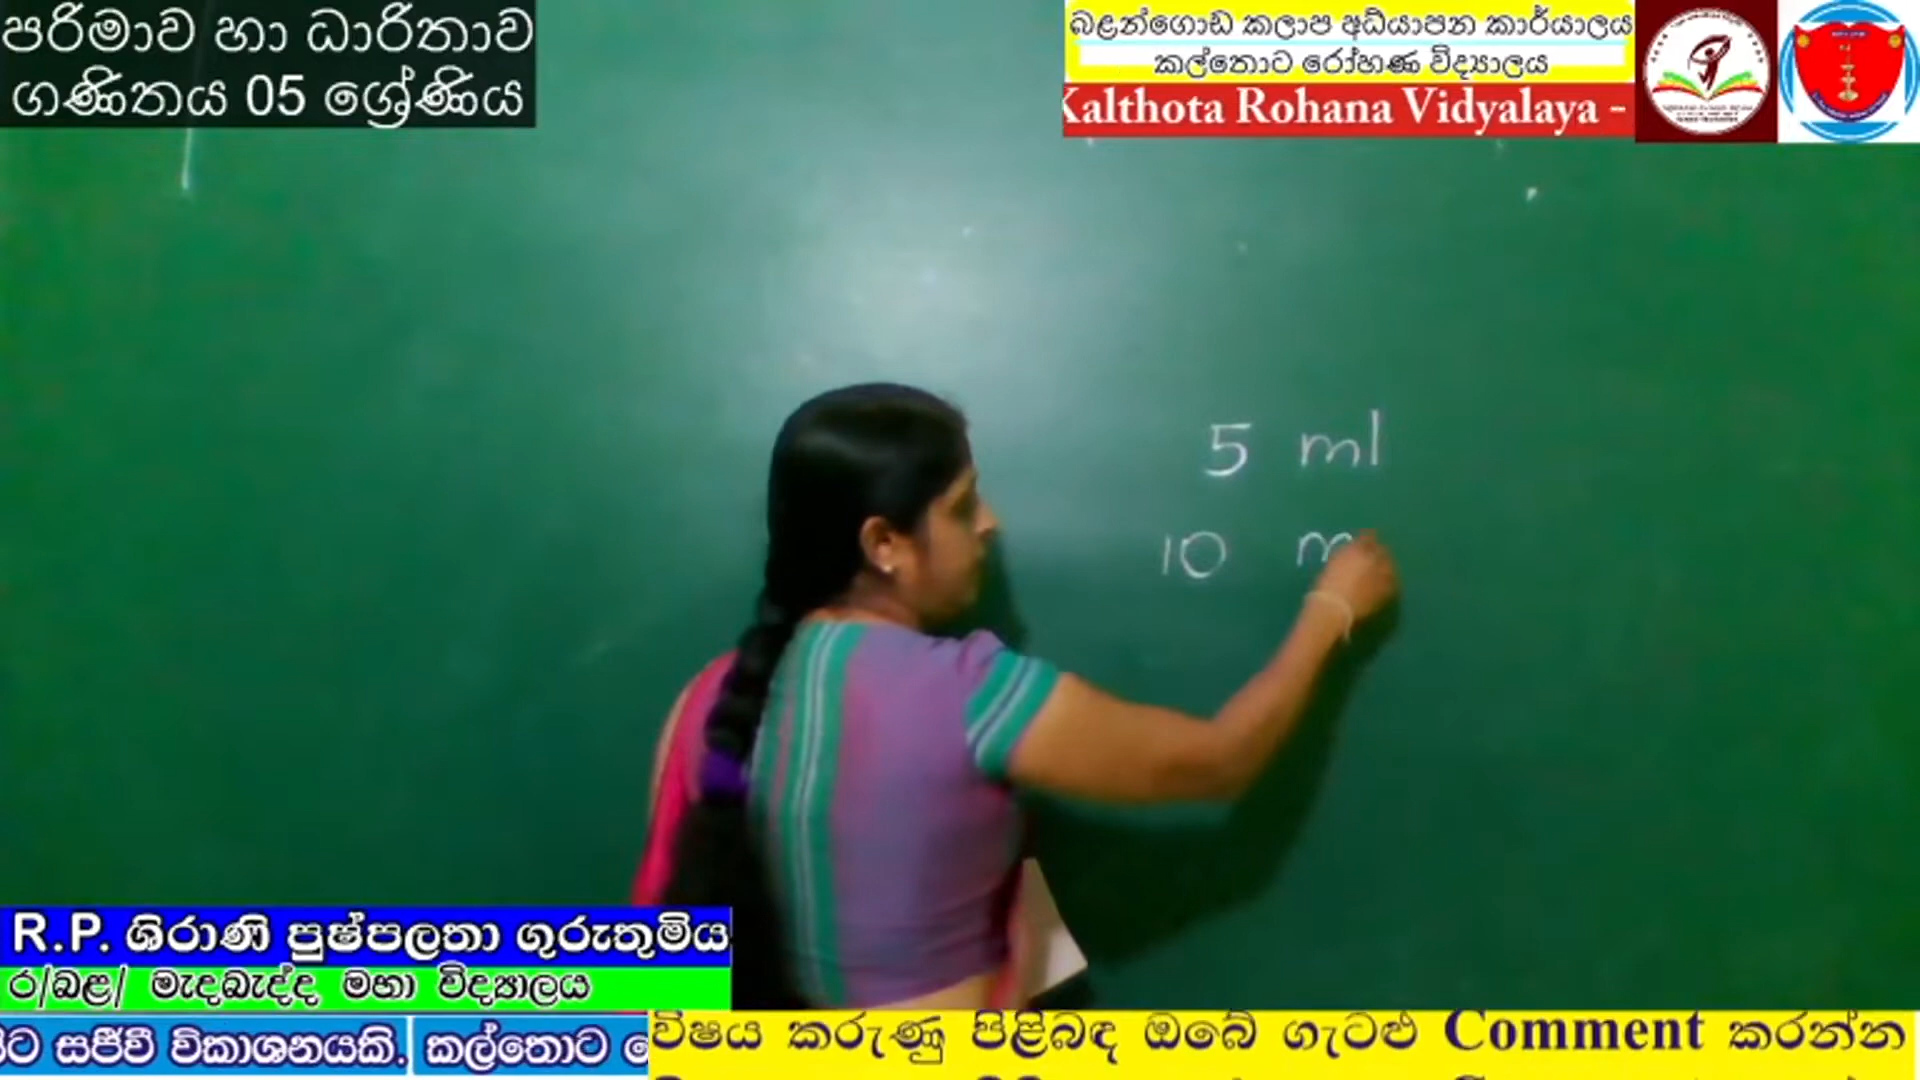 පරිමාව හා ධාරිතාව
ගණිතය 05 ශ්‍රේණිය
බළන්ගොඩ කලාප අධ්යාපන කාර්යාලය
කල්තොට රෝහණ විද්‍යාලය
Kalthota Rohana Vidyalaya -
5 ml
10 m
R.P. ශිරාණි පුෂ්පලතා ගුරුතුමිය
ර/බළ/ මැදබැද්ද මහා විද්‍යාලය
සජීවී විකාශනයකි. කල්තොට
විෂය කරුණු පිළිබඳ ඔබේ ගැටළු Comment කරන්න